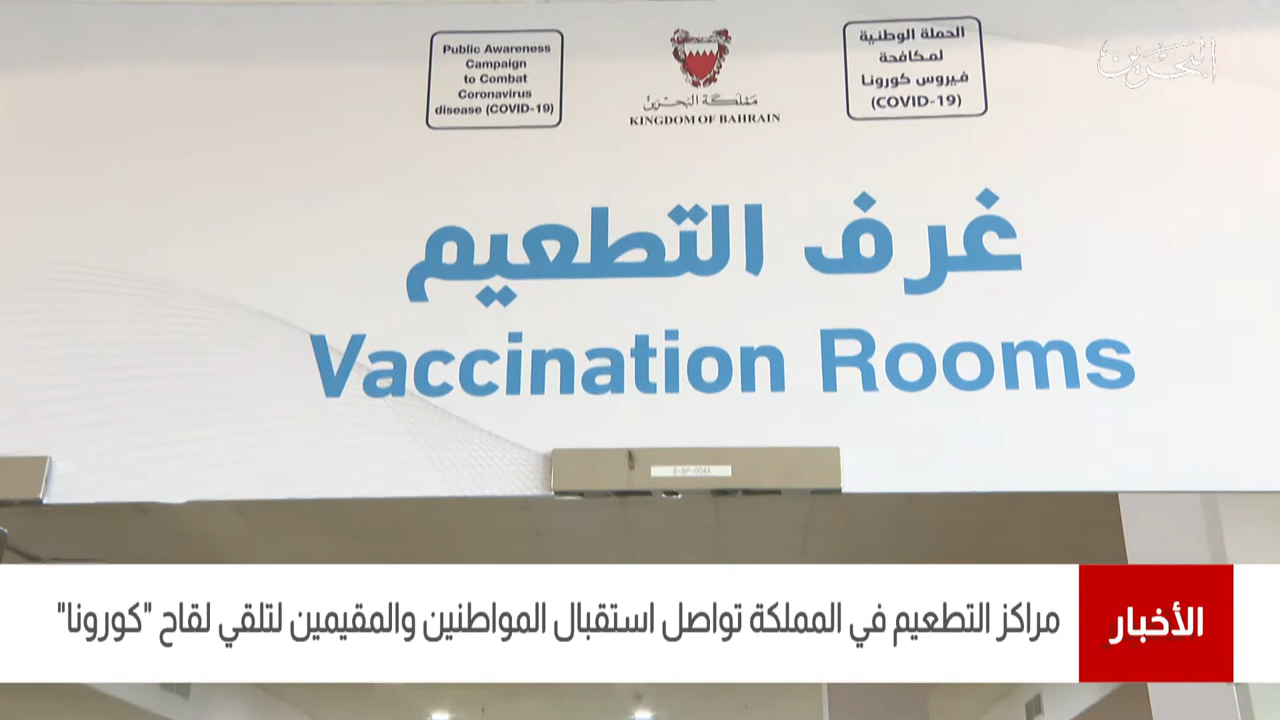 Public Awareness
Campaign
to Combat
Coronavirus
disease (COVID-19)
مملكة البحرين
KINGDOM OF BAHRAIN
الحملة الوطنية
لمكافحة
فيروس كورونا
(COVID-19)
البحرين
غرف التطعيم
Vaccination Rooms
الأخبار
مراكز التطعيم في المملكة تواصل استقبال المواطنين والمقيمين لتلقي لقاح "كورونا"